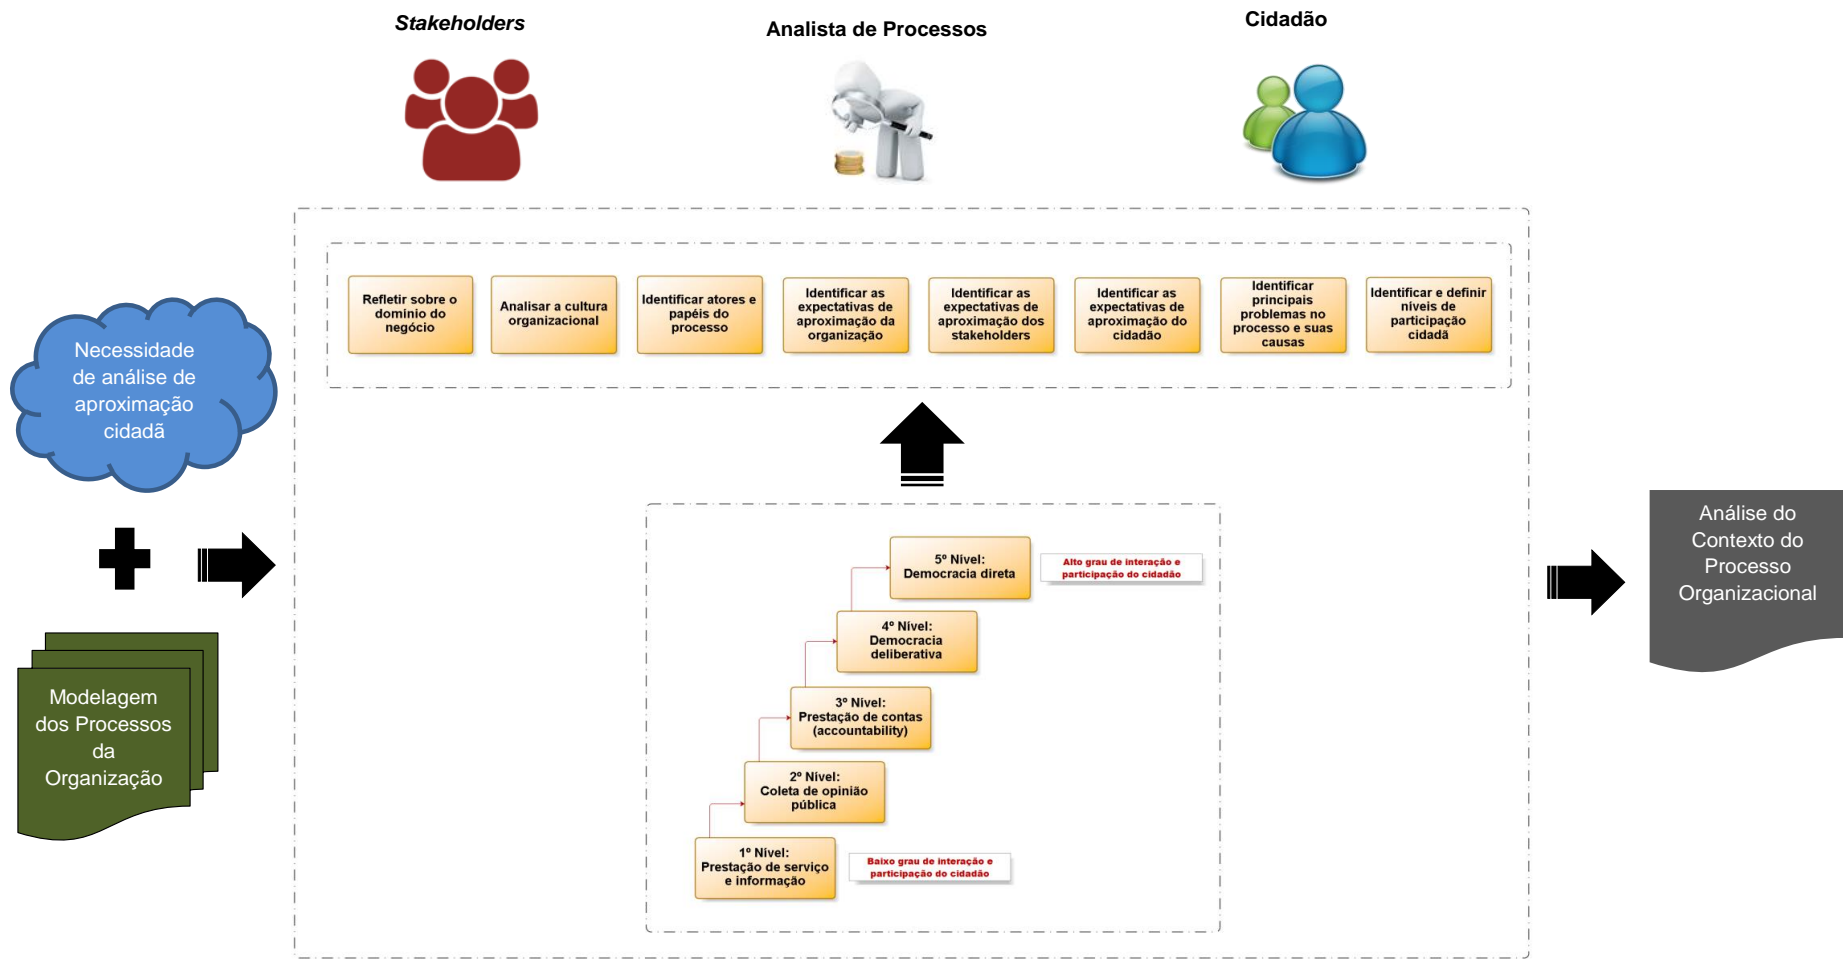 Stakeholders
Analista de Processos
Cidadão
Refletir sobre o
domínio do
negócio
Analisar a cultura
organizacional
Identificar atores e
papéis do
processo
Identificar as
expectativas de
aproximação da
organização
Identificar as
expectativas de
aproximação dos
stakeholders
Identificar as
expectativas de
aproximação do
cidadão
Identificar
principais
problemas no
processo e suas
causas
Identificar e definir
níveis de
participação
cidadã
Necessidade
de análise de
aproximação
cidadã
Modelagem
dos Processos
da
Organização
5º Nível:
Democracia direta
Alto grau de interação e
participação do cidadão
4º Nível:
Democracia
deliberativa
3º Nível:
Prestação de contas
(accountability)
2º Nível:
Coleta de opinião
pública
1º Nível:
Prestação de serviço
e informação
Baixo grau de interação e
participação do cidadão
Análise do
Contexto do
Processo
Organizacional